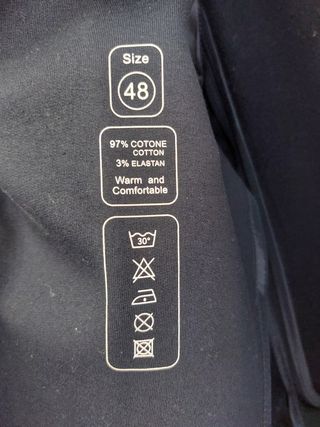 Size
48
97% COTONE
COTTON
3% ELASTAN
Warm and
Comfortable
30°